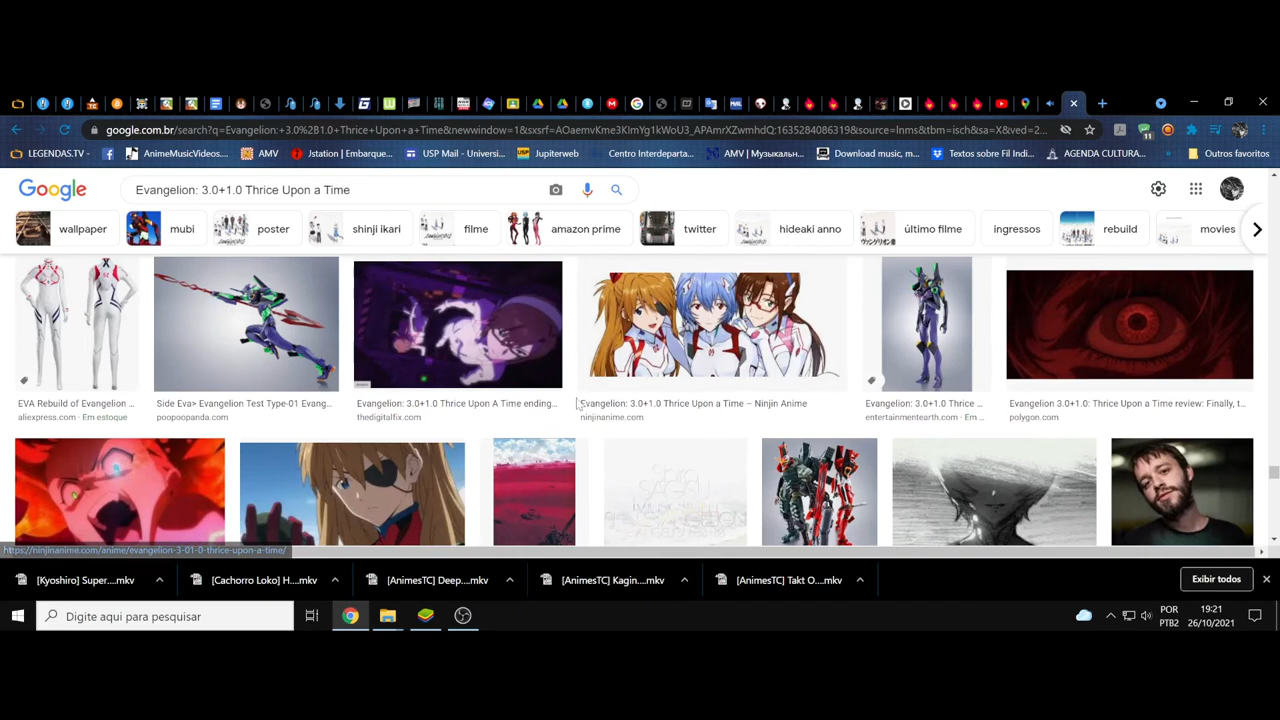 google.com.br/search?q=Evangelion:+3.0%2B1.0+Thrice+Upon+a+Time&newwindow=1&sxsrf=AOaemvKme3KImYg1kWoU3_APAmrXZwmhdQ:1635284086319&source=lnms&tbm=isch&sa=X&ved=2...
LEGENDAS.TV -
AnimeMusicVideos....
AMV
Jstation | Embarque...
USP Mail - Universi...
Jupiterweb
Centro Interdeparta...
AMV | Музыкальн...
Download music, m...
Textos sobre Fil Indi...
AGENDA CULTURA...
»
Outros favoritos
Google
Evangelion: 3.0+1.0 Thrice Upon a Time
wallpaper
mubi
poster
shinji ikari
filme
amazon prime
twitter
hideaki anno
último filme
ingressos
rebuild
movies
EVA Rebuild of Evangelion ...
Side Eva> Evangelion Test Type-01 Evang...
Evangelion: 3.0+1.0 Thrice Upon A Time ending...
Evangelion: 3.0+1.0 Thrice Upon a Time – Ninjin Anime
Evangelion: 3.0+1.0 Thrice ...
Evangelion 3.0+1.0: Thrice Upon a Time review: Finally, t...
aliexpress.com · Em estoque
poopoopanda.com
thedigitalfix.com
ninjinanime.com
entertainmentearth.com · Em ...
polygon.com
https://ninjinanime.com/anime/evangelion-3-01-0-thrice-upon-a-time/
[Kyoshiro] Super....mkv
[Cachorro Loko] H....mkv
[AnimesTC] Deep....mkv
[AnimesTC] Kagin....mkv
[AnimesTC] Takt O....mkv
Exibir todos
Digite aqui para pesquisar
POR
PTB2
19:21
26/10/2021